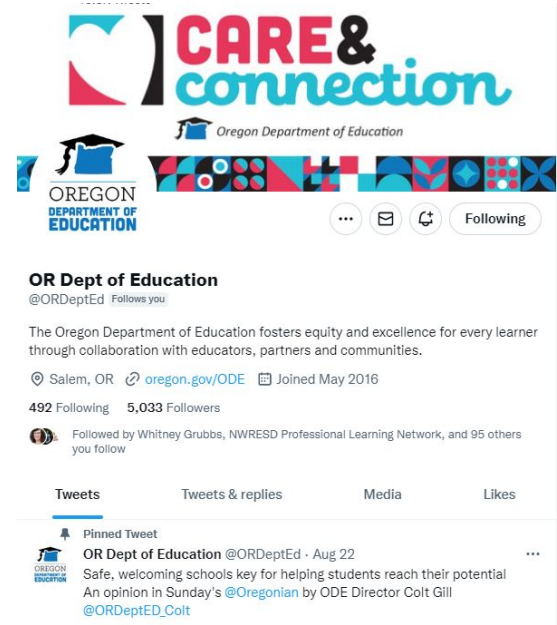 CARE&
connection
Oregon Department of Education
OREGON
DEPARTMENT OF
EDUCATION
Following
OR Dept of Education
@ORDeptEd Follows you
The Oregon Department of Education fosters equity and excellence for every learner
through collaboration with educators, partners and communities.
Salem, OR oregon.gov/ODE Joined May 2016
492 Following 5,033 Followers
Followed by Whitney Grubbs, NWRESD Professional Learning Network, and 95 others
you follow
Tweets Tweets & replies Media Likes
Pinned Tweet
OR Dept of Education @ORDeptEd · Aug 22
Safe, welcoming schools key for helping students reach their potential
An opinion in Sunday's @Oregonian by ODE Director Colt Gill
@ORDeptED_Colt
OREGON
DEPARTMENT OF
EDUCATION